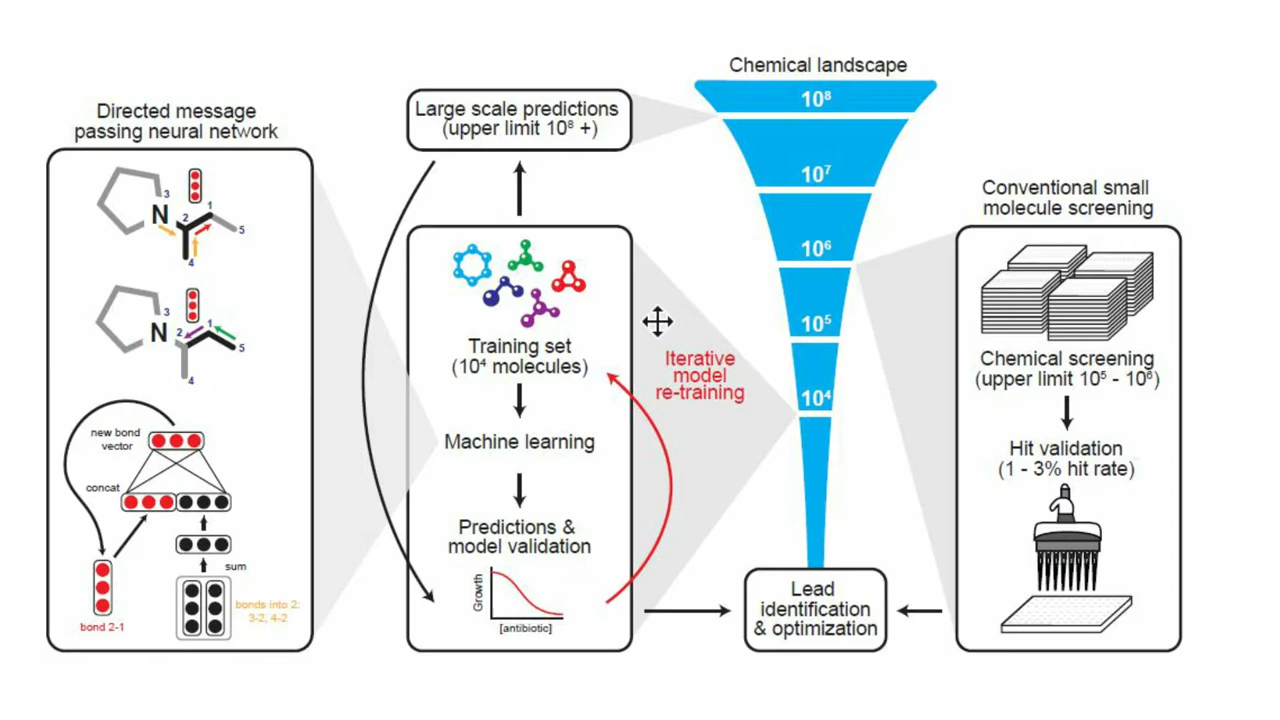 Directed message
passing neural network
3
N
2
1
5
4
3
N
2
1
5
4
new bond
vector
concat
sum
bonds into 2:
3-2, 4-2
bond 2-1
Large scale predictions
(upper limit 10⁸ +)
Training set
(10⁴ molecules)
Machine learning
Predictions &
model validation
Growth
[antibiotic]
Iterative
model
re-training
Chemical landscape
10⁸
10⁷
10⁶
10⁵
10⁴
Lead
identification
& optimization
Conventional small
molecule screening
Chemical screening
(upper limit 10⁵ - 10⁶)
Hit validation
(1 - 3% hit rate)